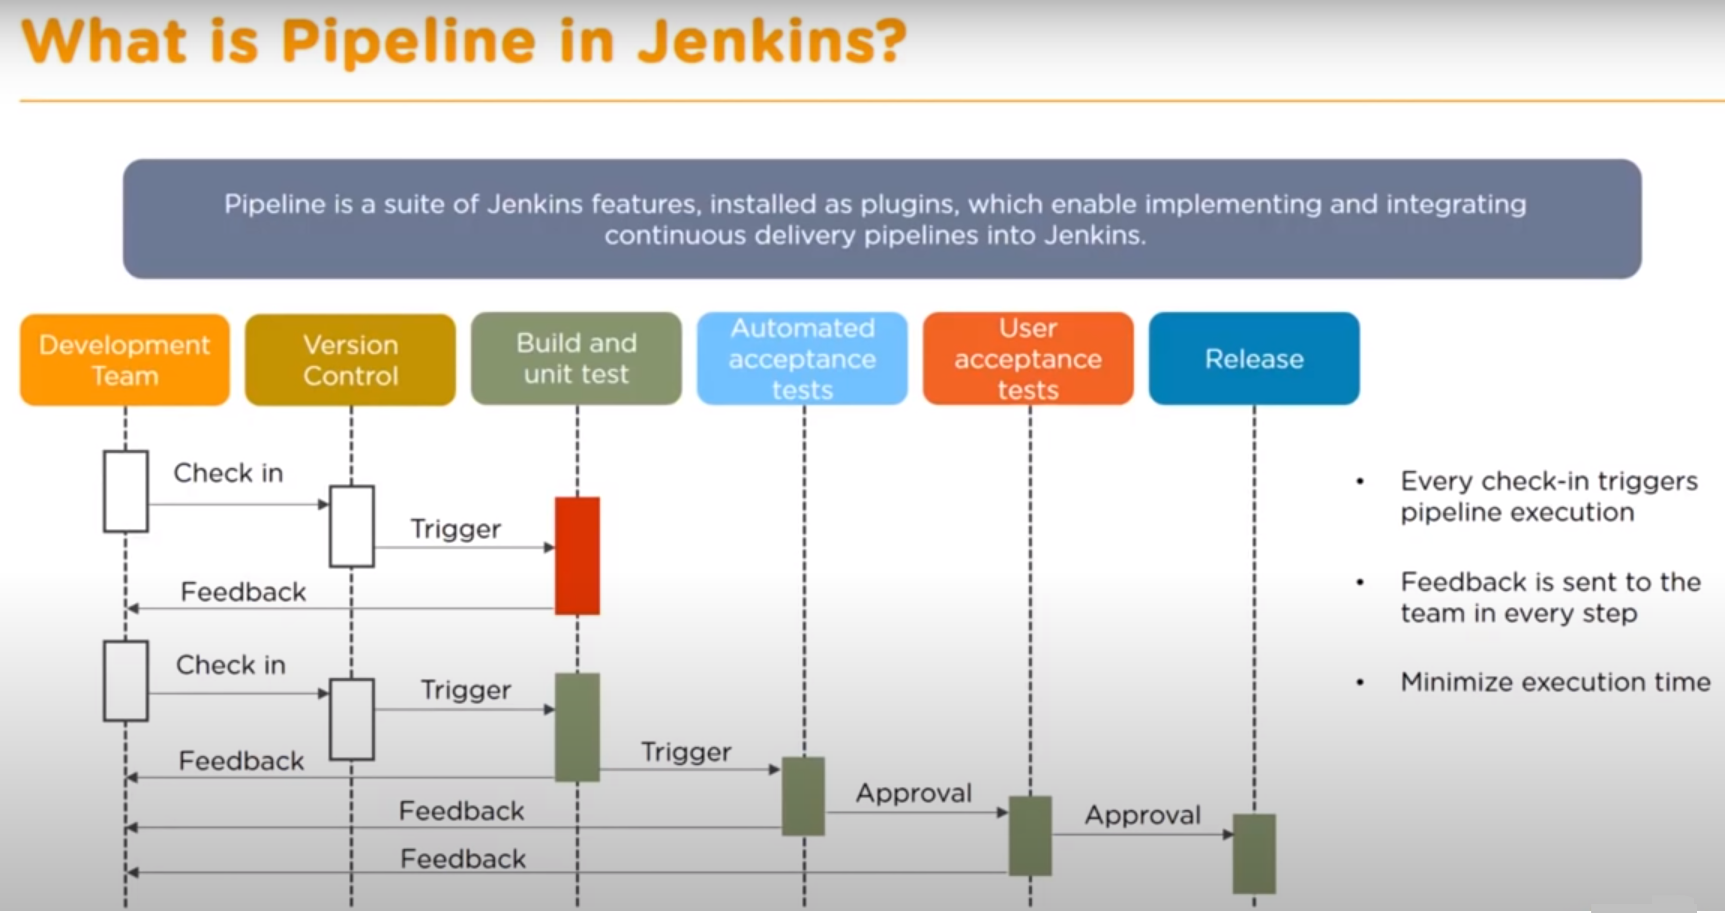 What is Pipeline in Jenkins?
Pipeline is a suite of Jenkins features, installed as plugins, which enable implementing and integrating
continuous delivery pipelines into Jenkins.
Development
Team
Version
Control
Build and
unit test
Automated
acceptance
tests
User
acceptance
tests
Release
Check in
Trigger
Feedback
Check in
Trigger
Feedback
Trigger
Feedback
Approval
Approval
Feedback
• Every check-in triggers
pipeline execution
• Feedback is sent to the
team in every step
• Minimize execution time